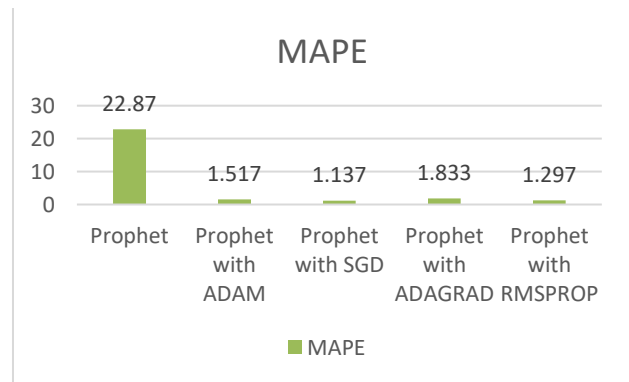 MAPE
30
20
10
0
22.87
1.517
1.137
1.833
1.297
Prophet
Prophet with ADAM
Prophet with SGD
Prophet with ADAGRAD
Prophet with RMSPROP
MAPE